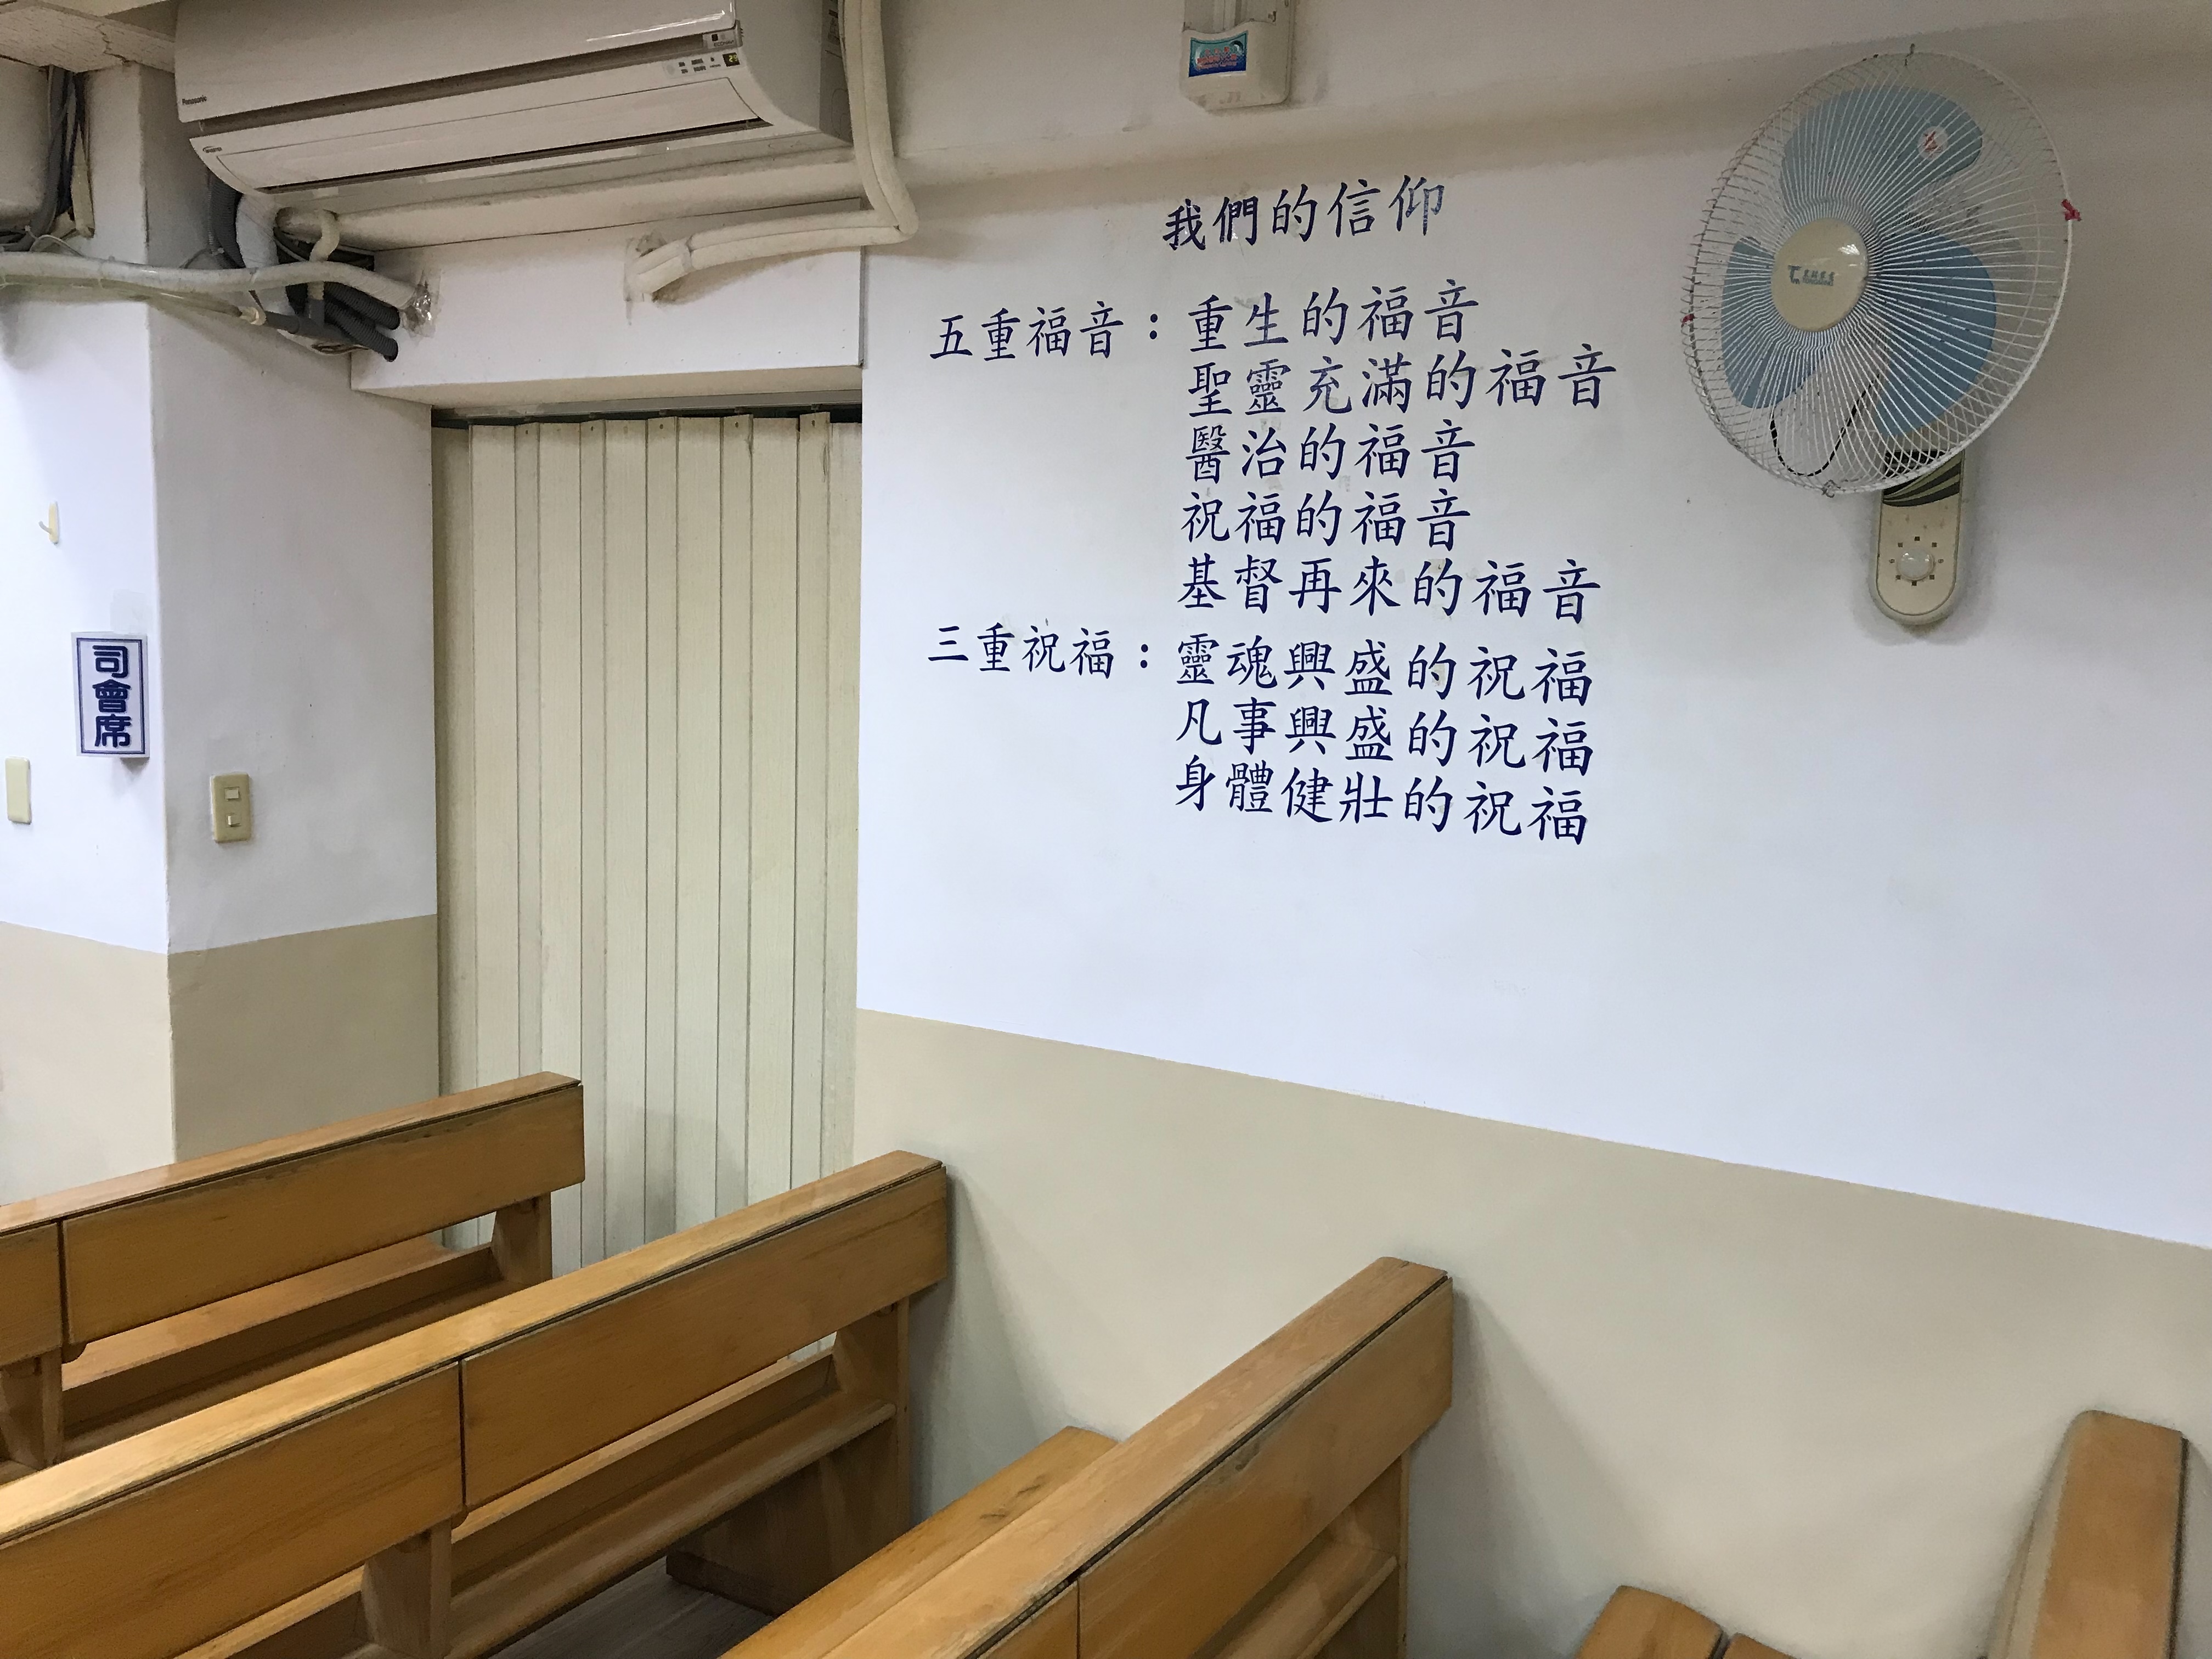 Panasonic
我們的信仰
五重福音：重生的福音
聖靈充滿的福音
醫治的福音
祝福的福音
基督再來的福音
三重祝福：靈魂興盛的祝福
凡事興盛的祝福
身體健壯的祝福
司會席